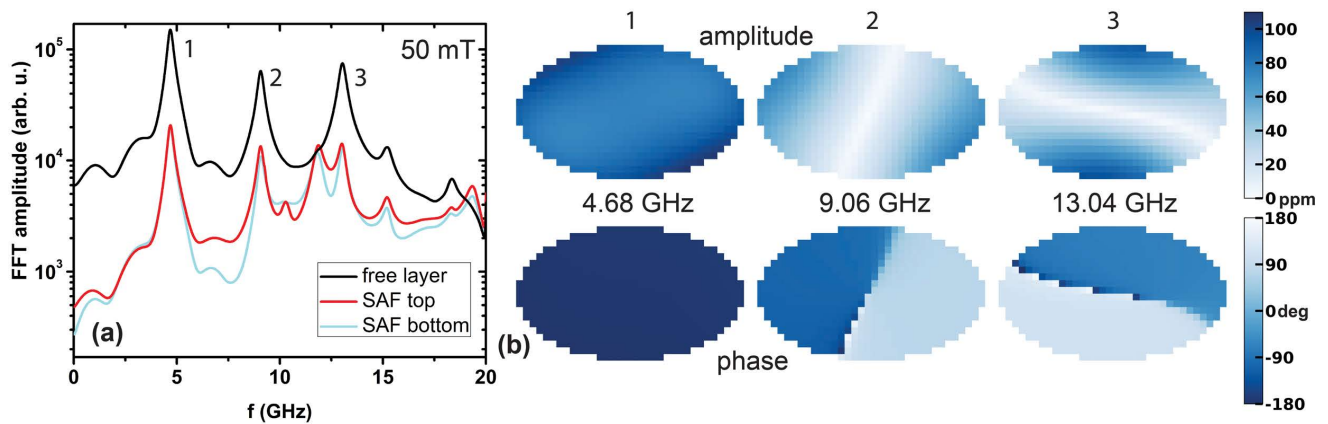 50 mT
1
2
3
10^5
10^4
10^3
FFT amplitude (arb. u.)
free layer
SAF top
SAF bottom
(a)
0
5
10
15
20
f (GHz)
1
2
3
amplitude
4.68 GHz
9.06 GHz
13.04 GHz
(b)
phase
100
80
60
40
20
0 ppm
180
90
0 deg
-90
-180